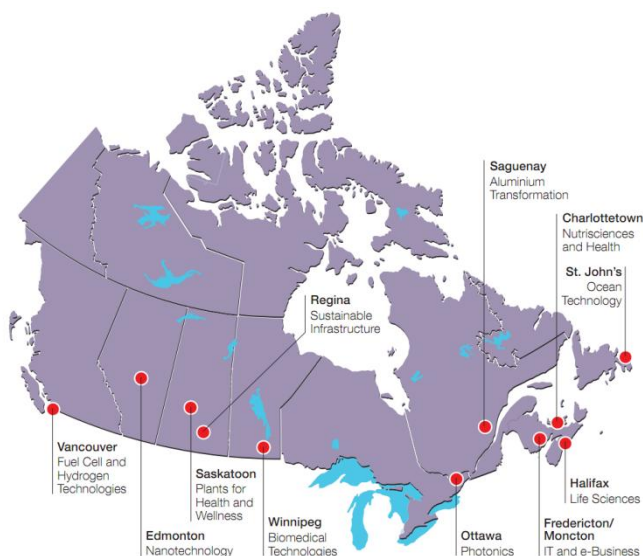 Saguenay
Aluminium
Transformation
Charlottetown
Nutrisciences
and Health
St. John's
Ocean
Technology
Regina
Sustainable
Infrastructure
Vancouver
Fuel Cell and
Hydrogen
Technologies
Saskatoon
Plants for
Health and
Wellness
Edmonton
Nanotechnology
Winnipeg
Biomedical
Technologies
Ottawa
Photonics
Halifax
Life Sciences
Fredericton/
Moncton
IT and e-Business